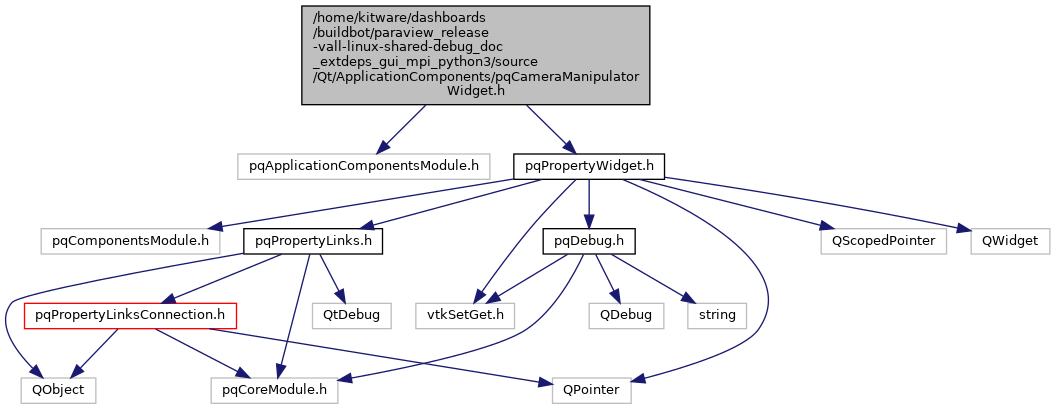 /home/kitware/dashboards
/buildbot/paraview_release
-vall-linux-shared-debug_doc
_extdeps_gui_mpi_python3/source
/Qt/ApplicationComponents/pqCameraManipulator
Widget.h
pqApplicationComponentsModule.h
pqPropertyWidget.h
pqComponentsModule.h
pqPropertyLinks.h
pqDebug.h
QScopedPointer
QWidget
pqPropertyLinksConnection.h
QtDebug
vtkSetGet.h
QDebug
string
QObject
pqCoreModule.h
QPointer